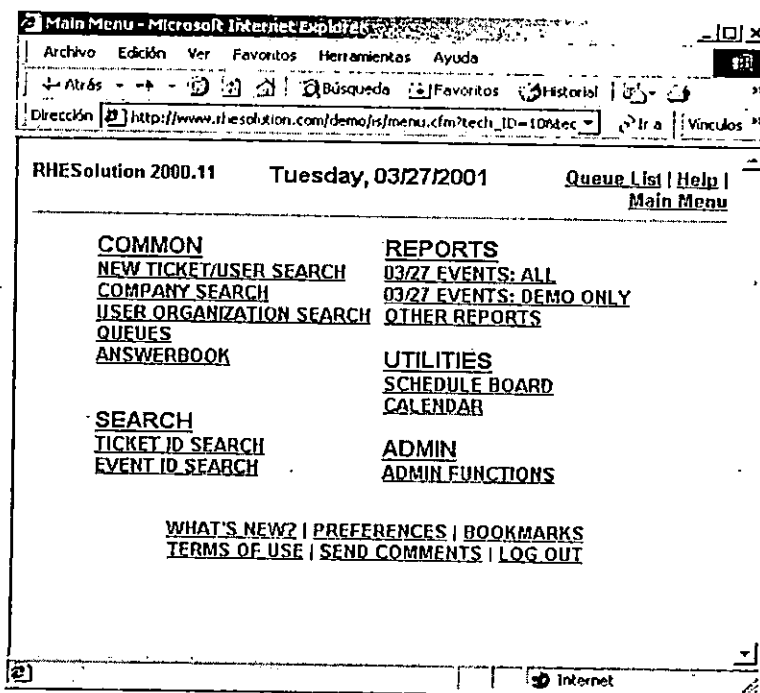 Main Menu - Microsoft Internet Explorer
Archivo Edición Ver Favoritos Herramientas Ayuda
Atrás Búsqueda Favoritos Historial
Dirección http://www.rhesolution.com/demo/rs/menu.cfm?tech_ID=10&tec Ir a Vínculos
RHESolution 2000.11 Tuesday, 03/27/2001 Queue List | Help |
Main Menu
COMMON
NEW TICKET/USER SEARCH
COMPANY SEARCH
USER ORGANIZATION SEARCH
QUEUES
ANSWERBOOK
SEARCH
TICKET ID SEARCH
EVENT ID SEARCH
REPORTS
03/27 EVENTS: ALL
03/27 EVENTS: DEMO ONLY
OTHER REPORTS
UTILITIES
SCHEDULE BOARD
CALENDAR
ADMIN
ADMIN FUNCTIONS
WHAT'S NEW? | PREFERENCES | BOOKMARKS
TERMS OF USE | SEND COMMENTS | LOG OUT
Internet